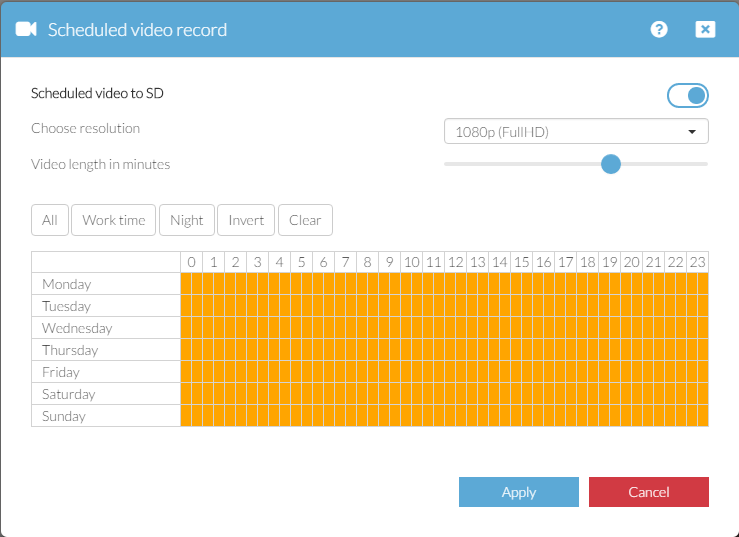 Scheduled video record
Scheduled video to SD
Choose resolution 1080p (FullHD)
Video length in minutes
All Work time Night Invert Clear
0 1 2 3 4 5 6 7 8 9 10 11 12 13 14 15 16 17 18 19 20 21 22 23
Monday
Tuesday
Wednesday
Thursday
Friday
Saturday
Sunday
Apply Cancel